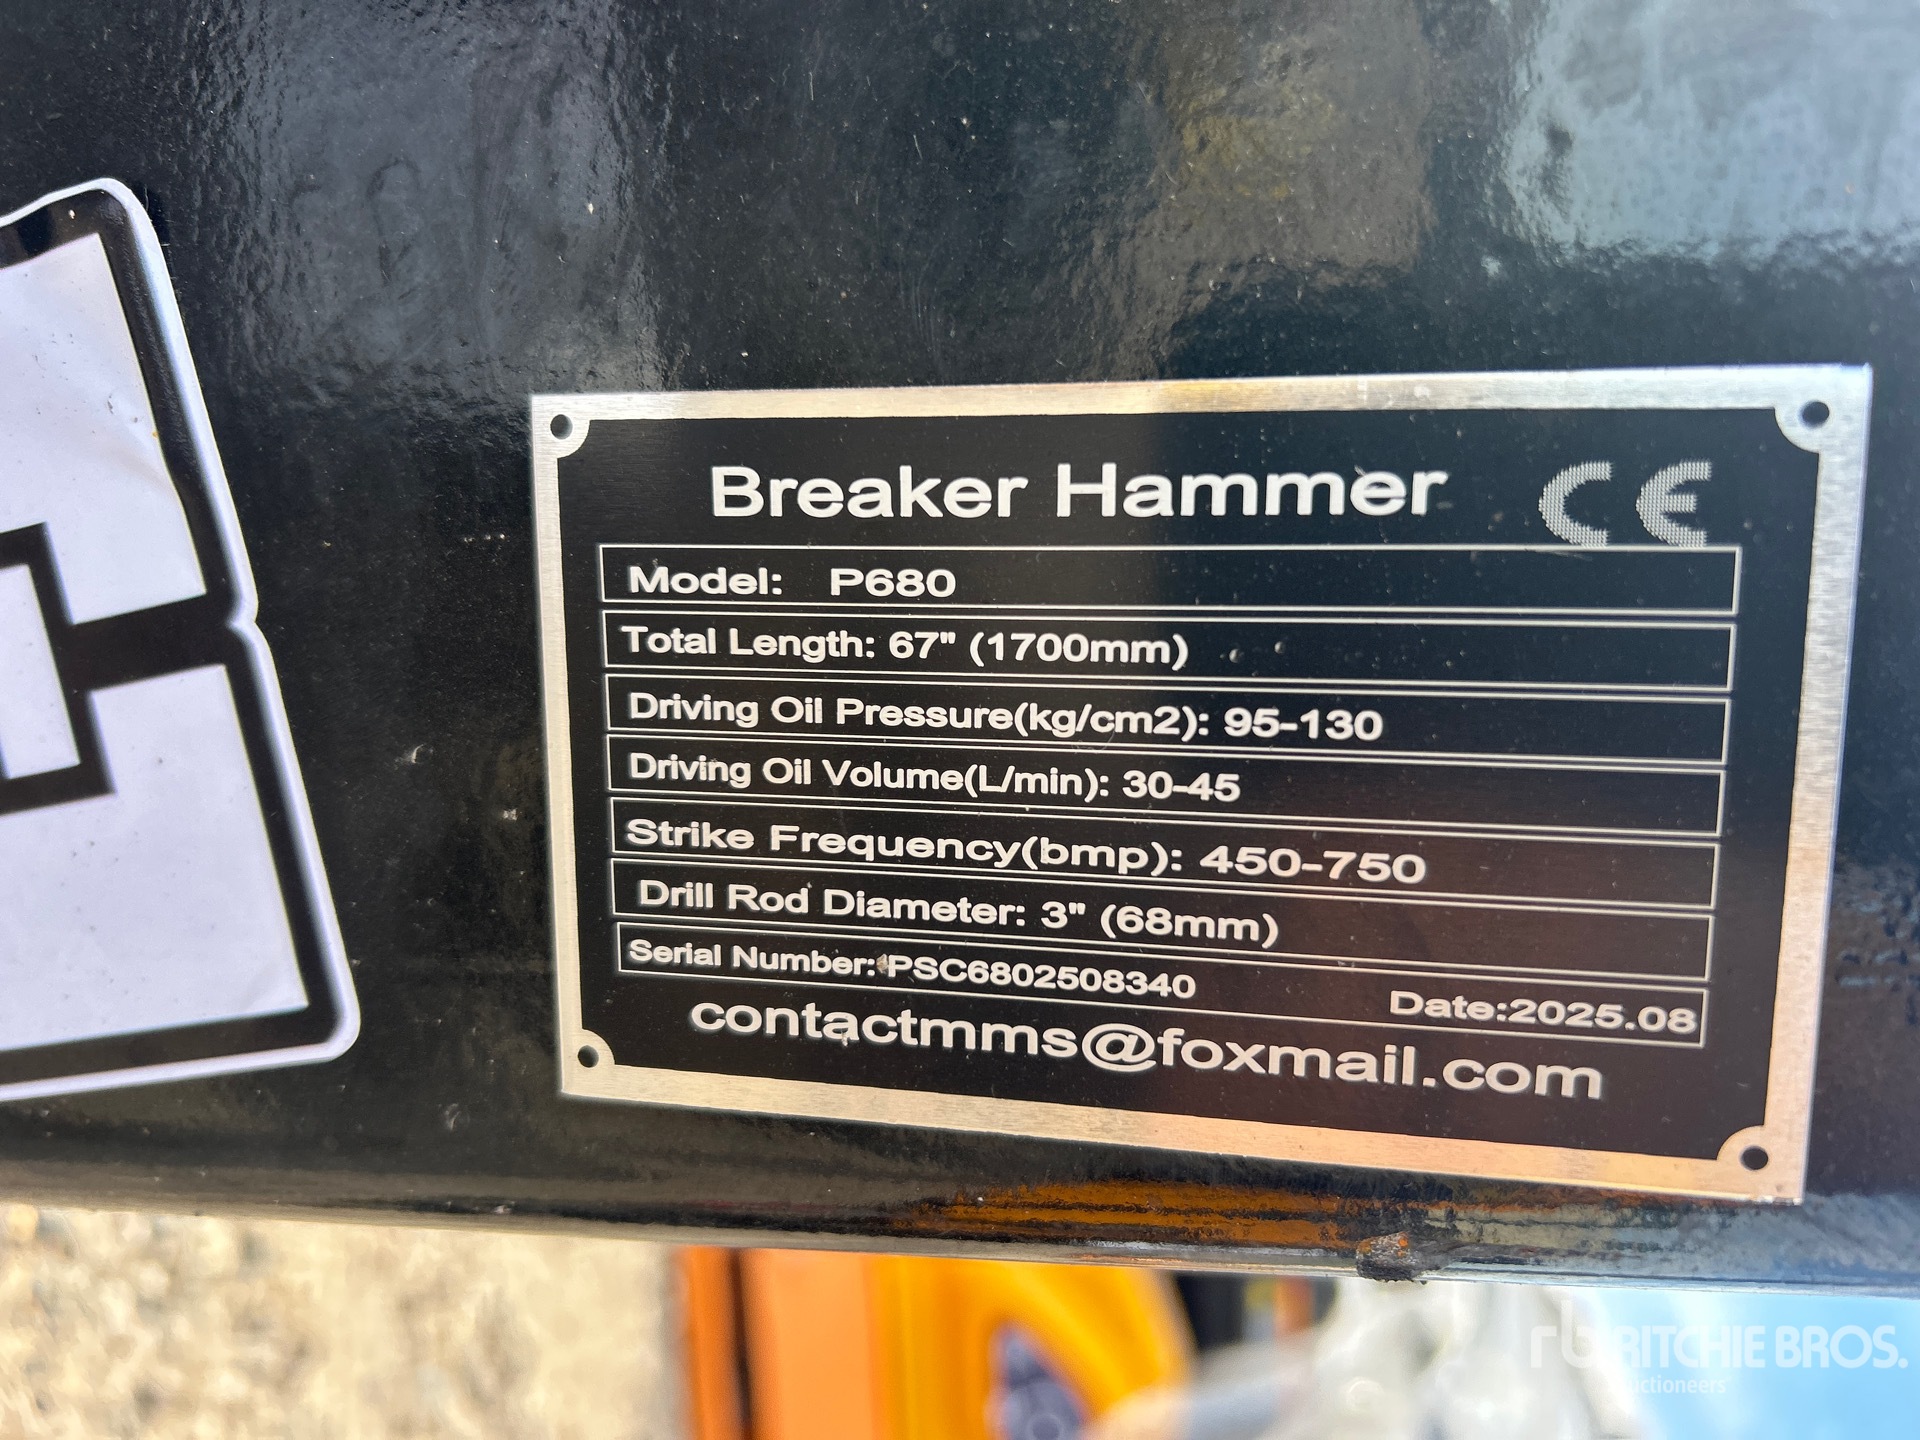 Breaker Hammer CE
Model: P680
Total Length: 67" (1700mm)
Driving Oil Pressure(kg/cm2): 95-130
Driving Oil Volume(L/min): 30-45
Strike Frequency(bmp): 450-750
Drill Rod Diameter: 3" (68mm)
Serial Number: PSC6802508340 Date:2025.08
contactmms@foxmail.com
rb RITCHIE BROS.
Auctioneers